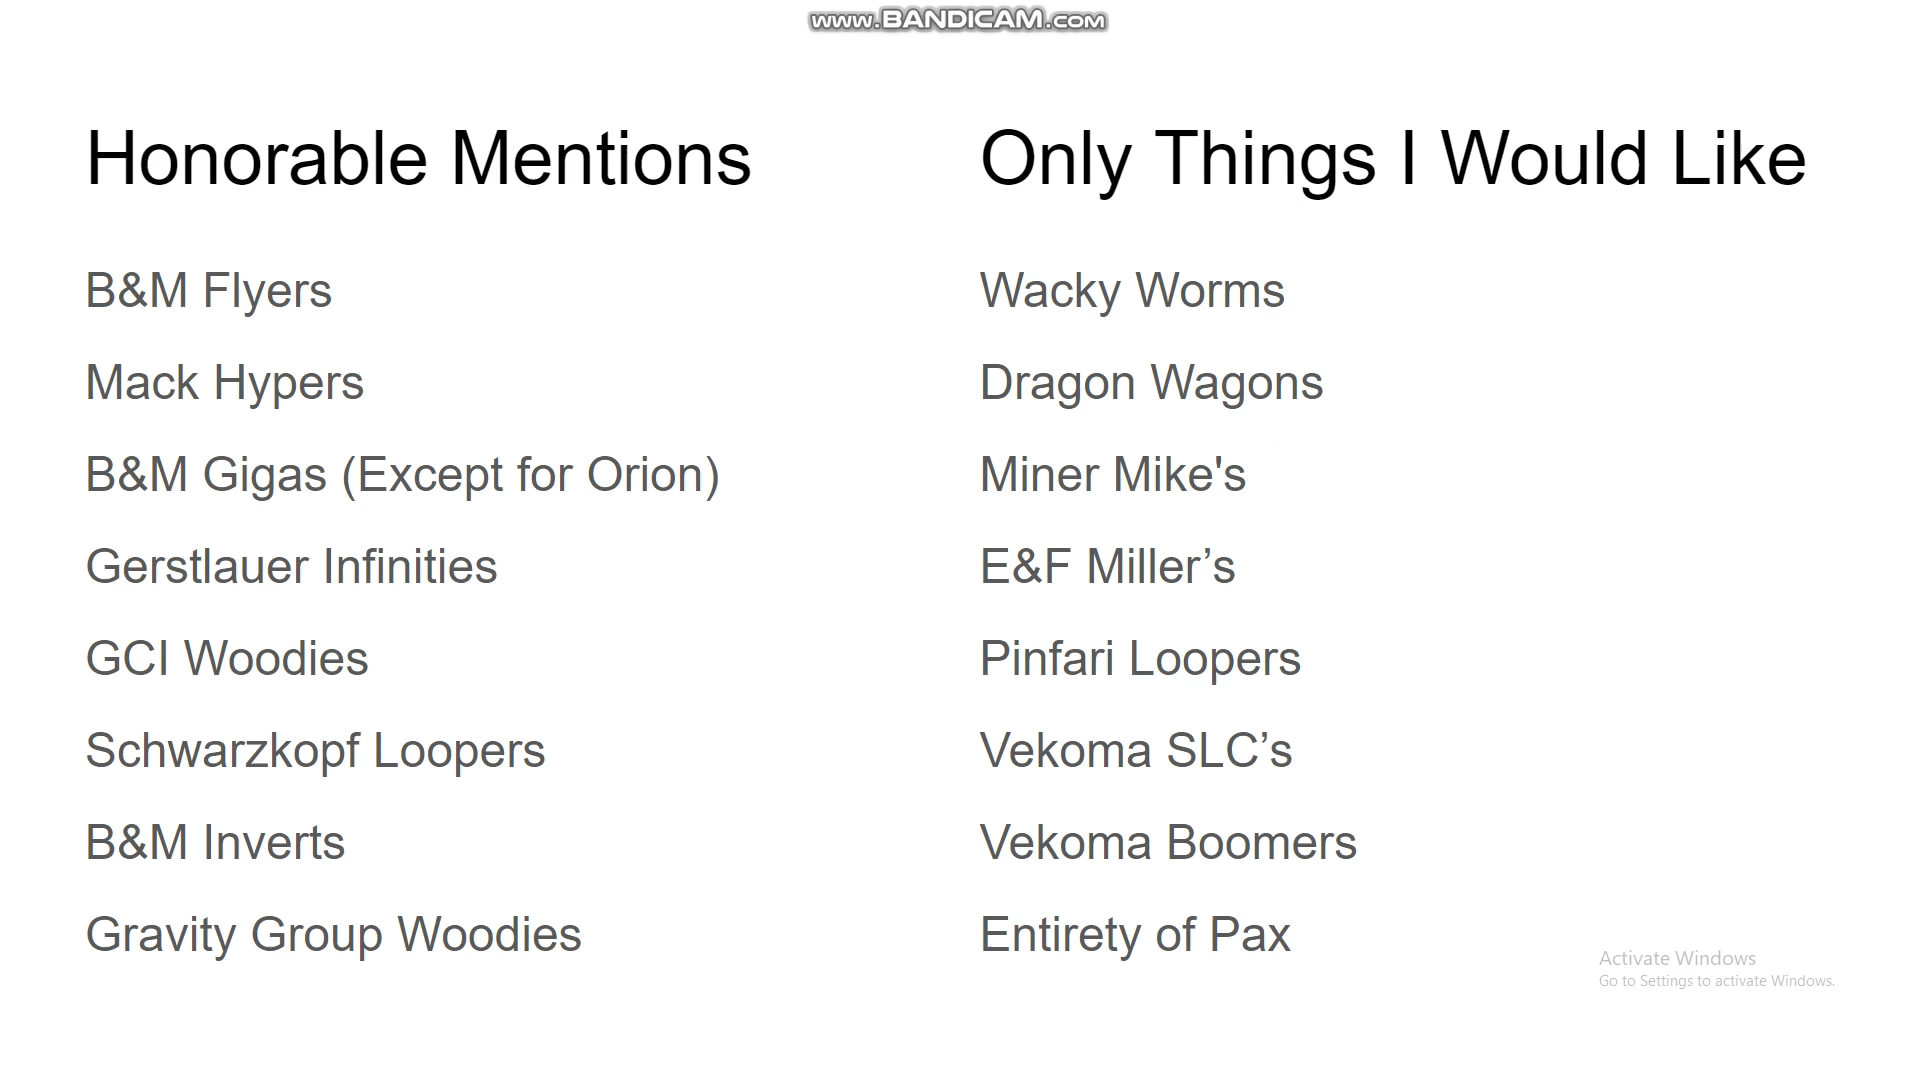 www.BANDICAM.com
Honorable Mentions
B&M Flyers
Mack Hypers
B&M Gigas (Except for Orion)
Gerstlauer Infinities
GCI Woodies
Schwarzkopf Loopers
B&M Inverts
Gravity Group Woodies
Only Things I Would Like
Wacky Worms
Dragon Wagons
Miner Mike's
E&F Miller’s
Pinfari Loopers
Vekoma SLC’s
Vekoma Boomers
Entirety of Pax
Activate Windows
Go to Settings to activate Windows.